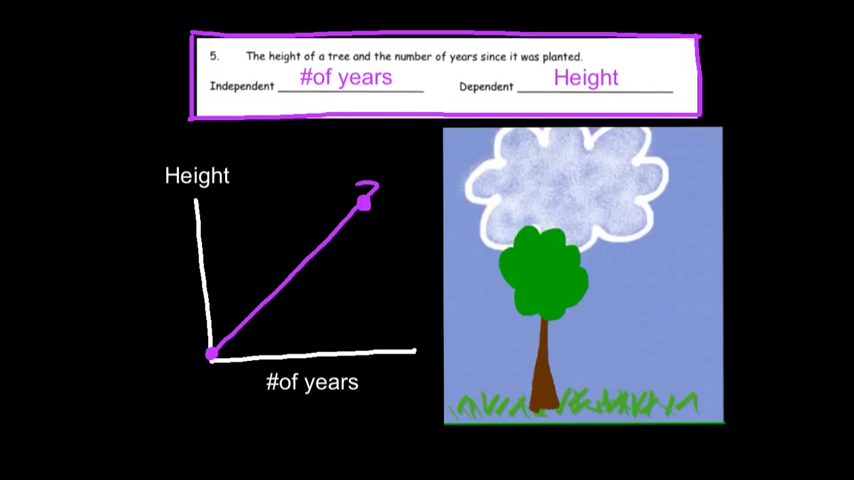 5. The height of a tree and the number of years since it was planted.
Independent #of years Dependent Height
Height
#of years